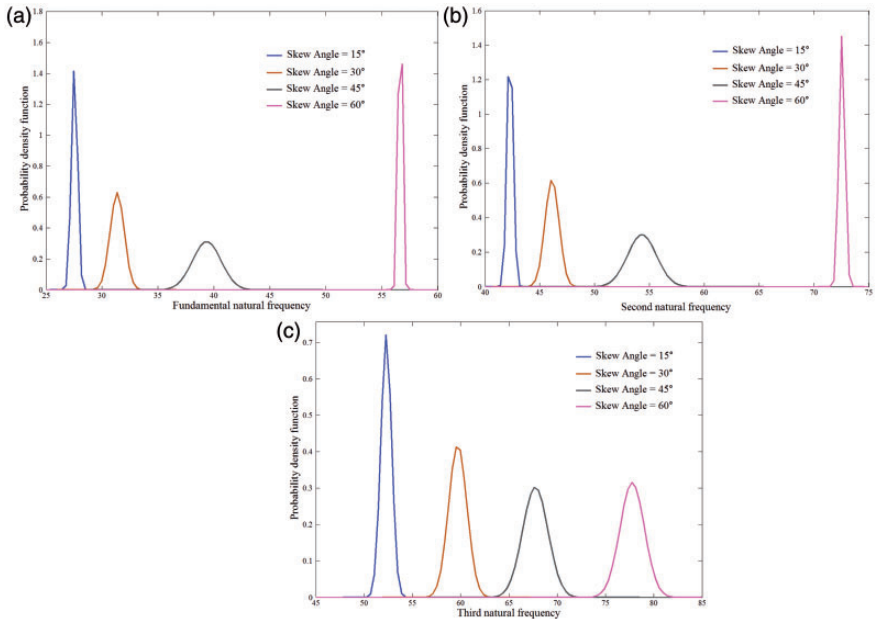 (a)
Probability density function
1.8
1.6
1.4
1.2
1
0.8
0.6
0.4
0.2
0
Skew Angle = 15°
Skew Angle = 30°
Skew Angle = 45°
Skew Angle = 60°
25 30 35 40 45 50 55 60
Fundamental natural frequency
(b)
Probability density function
1.6
1.4
1.2
1
0.8
0.6
0.4
0.2
0
Skew Angle = 15°
Skew Angle = 30°
Skew Angle = 45°
Skew Angle = 60°
40 45 50 55 60 65 70 75
Second natural frequency
(c)
Probability density function
0.7
0.6
0.5
0.4
0.3
0.2
0.1
0
Skew Angle = 15°
Skew Angle = 30°
Skew Angle = 45°
Skew Angle = 60°
45 50 55 60 65 70 75 80 85
Third natural frequency